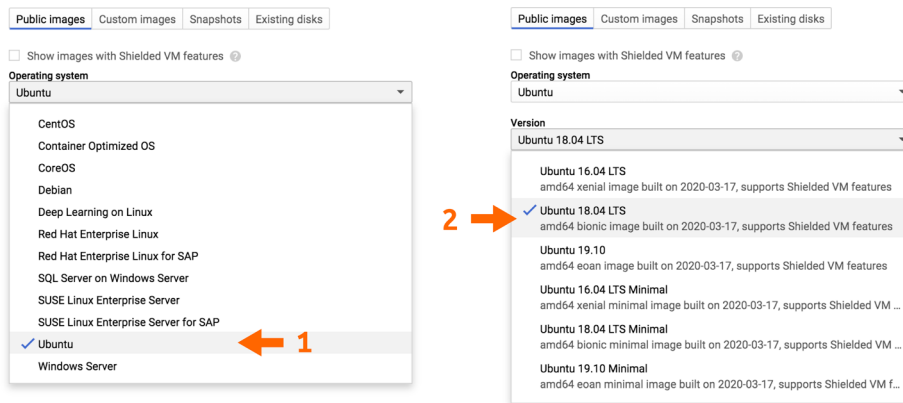 Public images Custom images Snapshots Existing disks
Show images with Shielded VM features ?
Operating system
Ubuntu
CentOS
Container Optimized OS
CoreOS
Debian
Deep Learning on Linux
Red Hat Enterprise Linux
Red Hat Enterprise Linux for SAP
SQL Server on Windows Server
SUSE Linux Enterprise Server
SUSE Linux Enterprise Server for SAP
Ubuntu
1
Windows Server
Public images Custom images Snapshots Existing disks
Show images with Shielded VM features ?
Operating system
Ubuntu
Version
Ubuntu 18.04 LTS
Ubuntu 16.04 LTS
amd64 xenial image built on 2020-03-17, supports Shielded VM features
2
Ubuntu 18.04 LTS
amd64 bionic image built on 2020-03-17, supports Shielded VM features
Ubuntu 19.10
amd64 eoan image built on 2020-03-17, supports Shielded VM features
Ubuntu 16.04 LTS Minimal
amd64 xenial minimal image built on 2020-03-17, supports Shielded VM ...
Ubuntu 18.04 LTS Minimal
amd64 bionic minimal image built on 2020-03-17, supports Shielded VM ...
Ubuntu 19.10 Minimal
amd64 eoan minimal image built on 2020-03-17, supports Shielded VM f...